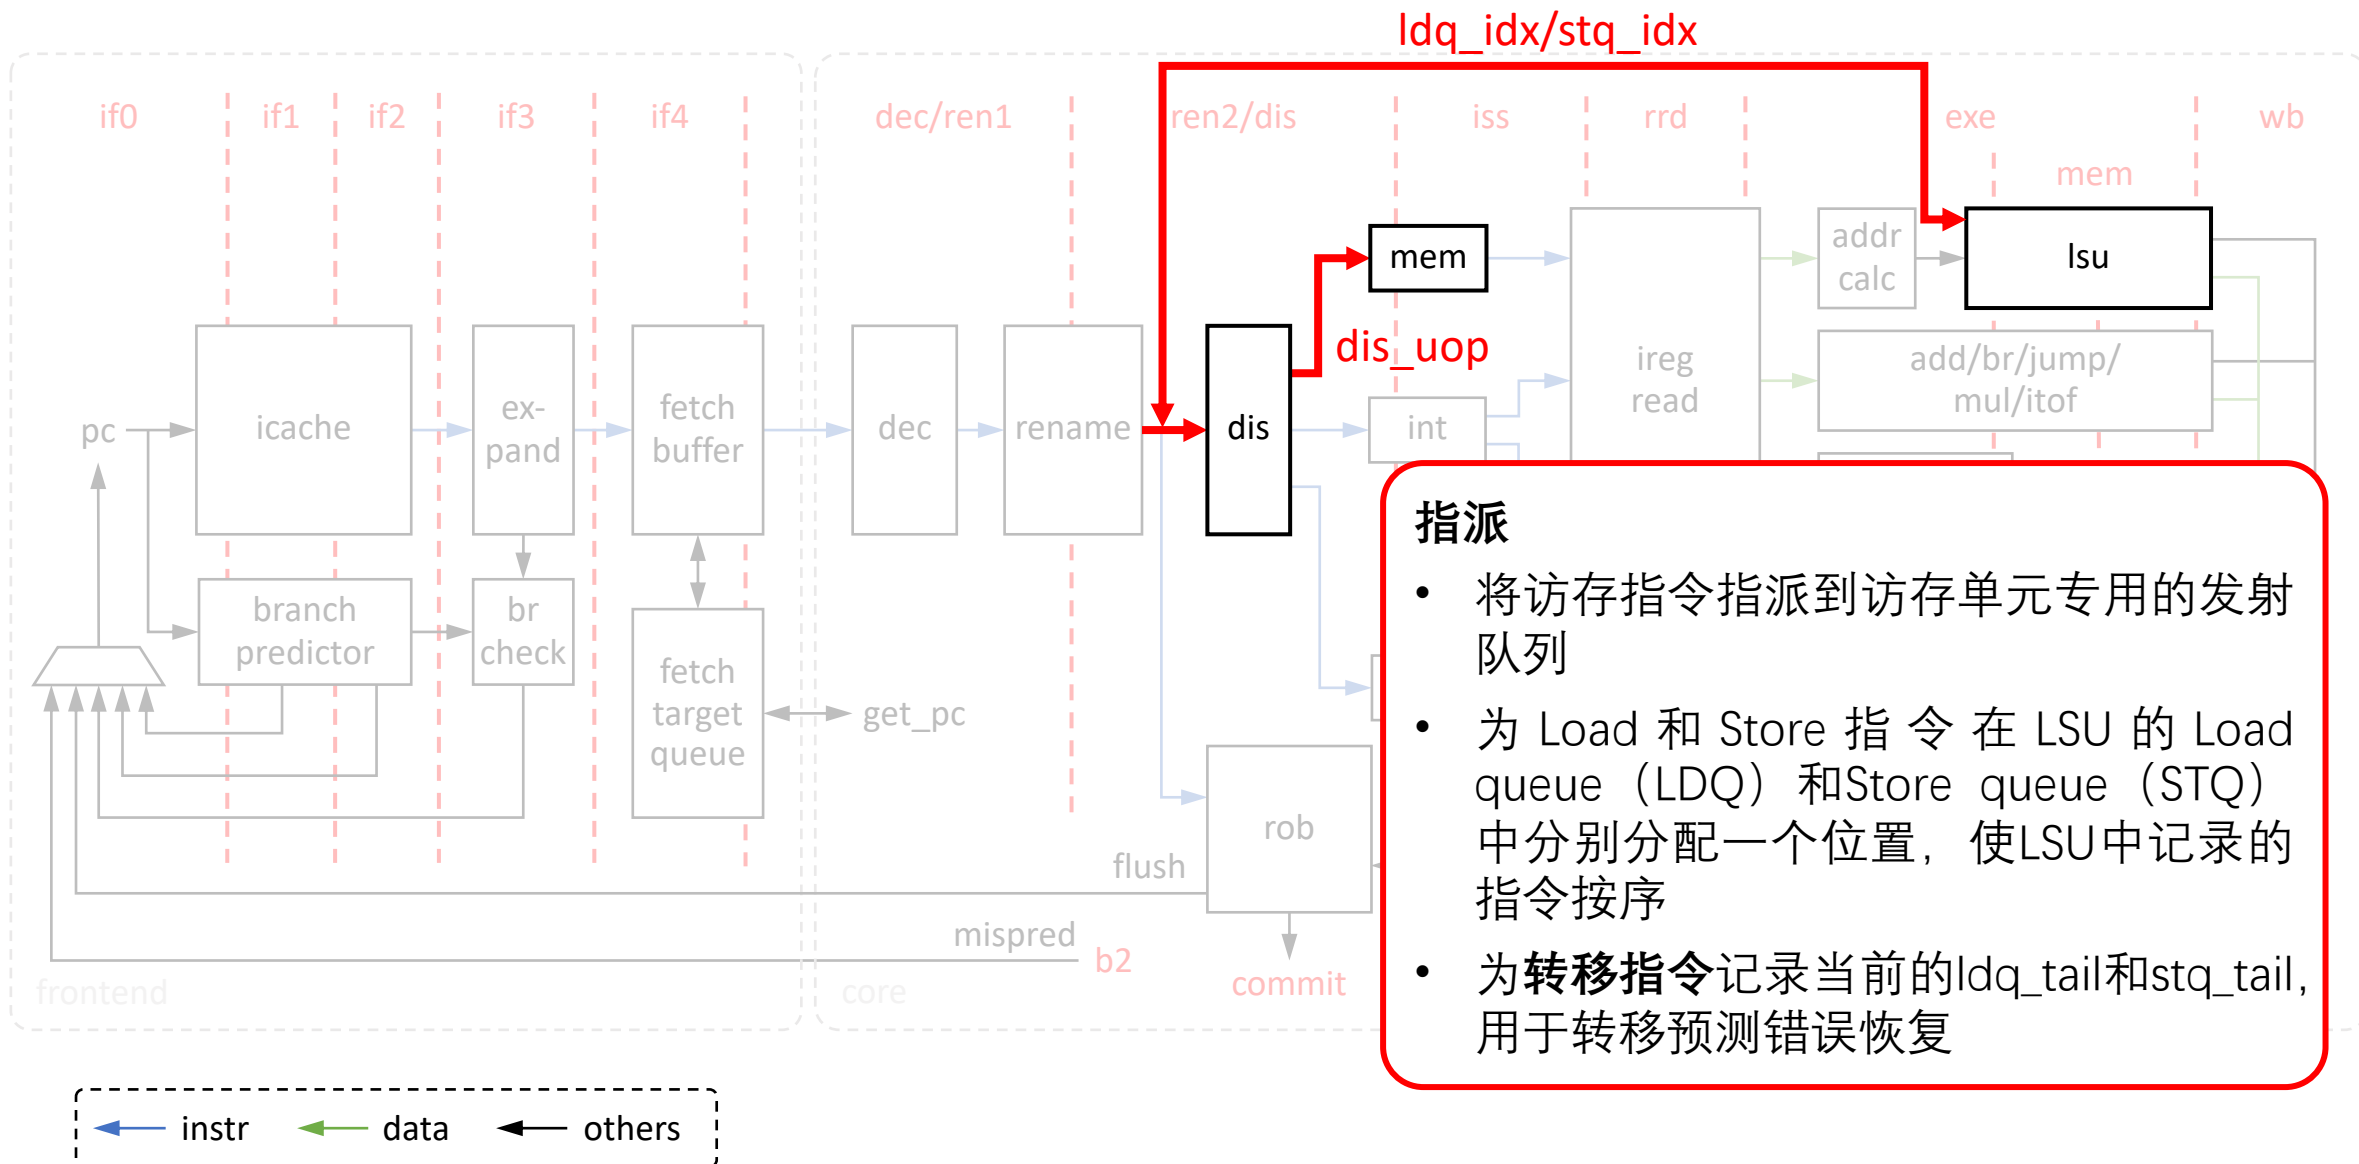 ldq_idx/stq_idx
if0
if1
if2
if3
if4
dec/ren1
ren2/dis
iss
rrd
exe
wb
mem
mem
addr
calc
lsu
dis_uop
pc
icache
ex-
pand
fetch
buffer
dec
rename
dis
int
ireg
read
add/br/jump/
mul/itof
branch
predictor
br
check
fetch
target
queue
get_pc
rob
flush
mispred
b2
commit
frontend
core
指派
• 将访存指令指派到访存单元专用的发射
队列
• 为 Load 和 Store 指 令 在 LSU 的 Load
queue（LDQ）和Store queue（STQ）
中分别分配一个位置，使LSU中记录的
指令按序
• 为转移指令记录当前的ldq_tail和stq_tail，
用于转移预测错误恢复
instr
data
others